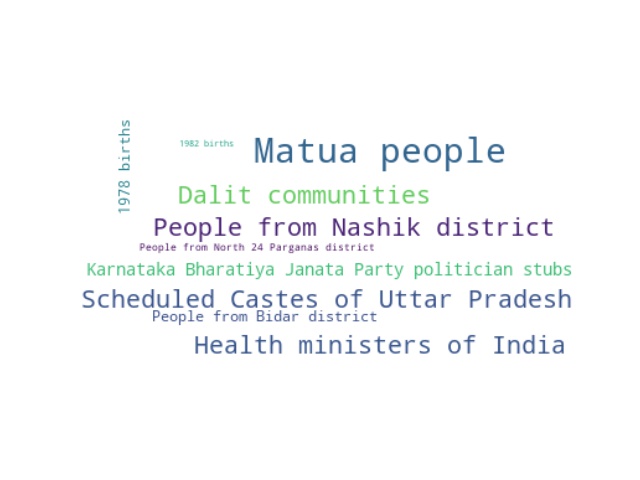 1978 births
1982 births
Matua people
Dalit communities
People from Nashik district
People from North 24 Parganas district
Karnataka Bharatiya Janata Party politician stubs
Scheduled Castes of Uttar Pradesh
People from Bidar district
Health ministers of India